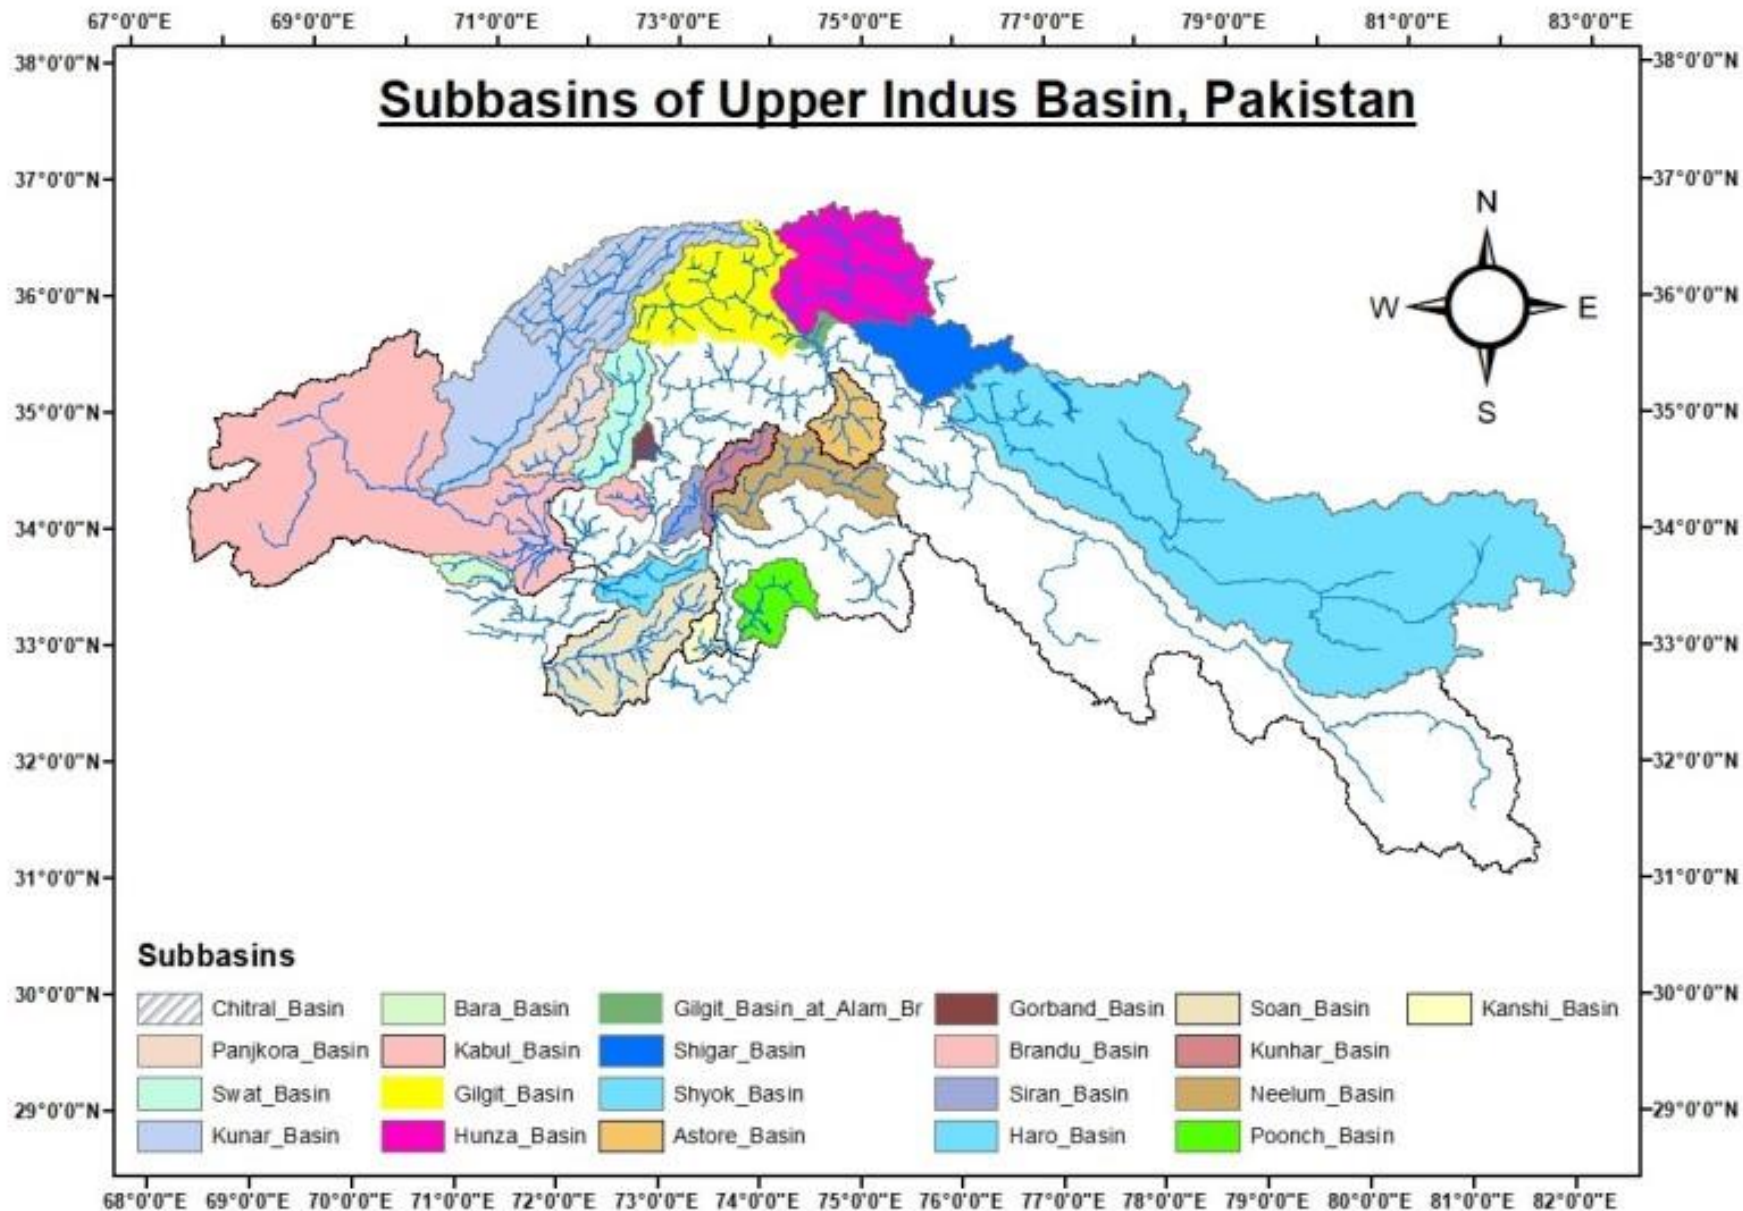 67°0'0"E 69°0'0"E 71°0'0"E 73°0'0"E 75°0'0"E 77°0'0"E 79°0'0"E 81°0'0"E 83°0'0"E
38°0'0"N 38°0'0"N
Subbasins of Upper Indus Basin, Pakistan
37°0'0"N 37°0'0"N
N
36°0'0"N W E 36°0'0"N
35°0'0"N S 35°0'0"N
34°0'0"N 34°0'0"N
33°0'0"N 33°0'0"N
32°0'0"N 32°0'0"N
31°0'0"N 31°0'0"N
Subbasins
30°0'0"N 30°0'0"N
Chitral_Basin Bara_Basin Gilgit_Basin_at_Alam_Br Gorband_Basin Soan_Basin Kanshi_Basin
Panjkora_Basin Kabul_Basin Shigar_Basin Brandu_Basin Kunhar_Basin
Swat_Basin Gilgit_Basin Shyok_Basin Siran_Basin Neelum_Basin
29°0'0"N 29°0'0"N
Kunar_Basin Hunza_Basin Astore_Basin Haro_Basin Poonch_Basin
68°0'0"E 69°0'0"E 70°0'0"E 71°0'0"E 72°0'0"E 73°0'0"E 74°0'0"E 75°0'0"E 76°0'0"E 77°0'0"E 78°0'0"E 79°0'0"E 80°0'0"E 81°0'0"E 82°0'0"E